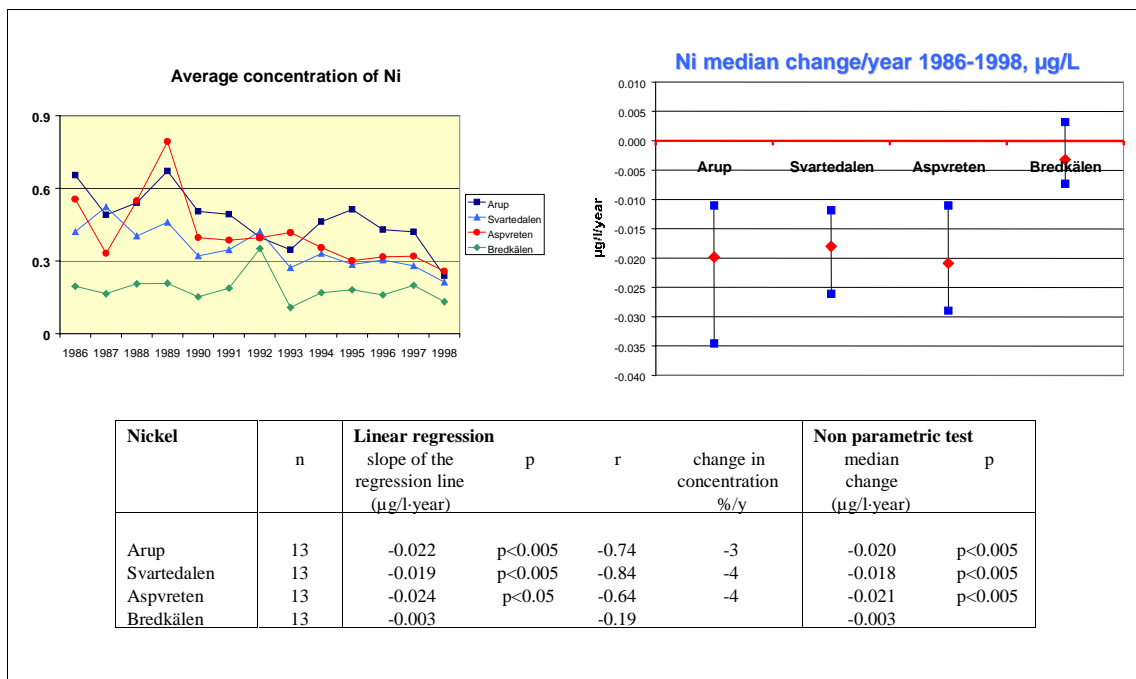 Average concentration of Ni
0.9
0.6
0.3
0
1986 1987 1988 1989 1990 1991 1992 1993 1994 1995 1996 1997 1998
Arup
Svartedalen
Aspvreten
Bredkälen
Ni median change/year 1986-1998, µg/L
µg/l/year
0.010
0.005
0.000
-0.005
-0.010
-0.015
-0.020
-0.025
-0.030
-0.035
-0.040
Arup Svartedalen Aspvreten Bredkälen
Nickel Linear regression Non parametric test
n slope of the p r change in median p
regression line concentration change
(µg/l·year) %/y (µg/l·year)
Arup 13 -0.022 p<0.005 -0.74 -3 -0.020 p<0.005
Svartedalen 13 -0.019 p<0.005 -0.84 -4 -0.018 p<0.005
Aspvreten 13 -0.024 p<0.05 -0.64 -4 -0.021 p<0.005
Bredkälen 13 -0.003 -0.19 -0.003